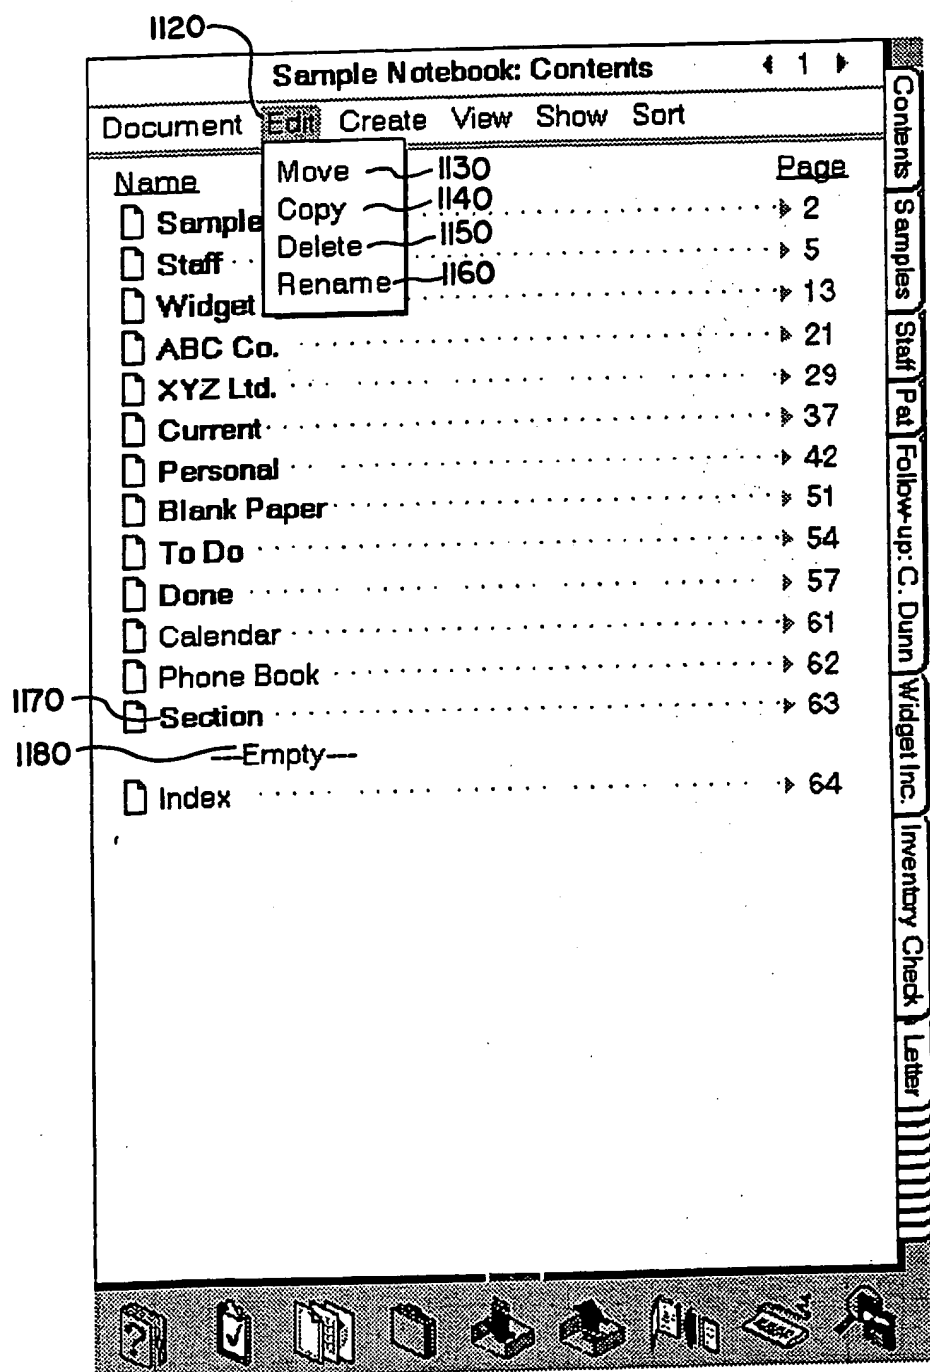 1120
Sample Notebook: Contents 1
Document Edit Create View Show Sort
Name Page
Move 1130
Copy 1140
Delete 1150
Rename 1160
Sample 2
Staff 5
Widget 13
ABC Co. 21
XYZ Ltd. 29
Current 37
Personal 42
Blank Paper 51
To Do 54
Done 57
Calendar 61
Phone Book 62
1170 Section 63
1180 ---Empty---
Index 64
Contents
Samples
Staff
Pat
Follow-up: C. Dunn
Widget Inc.
Inventory Check
Letter
?